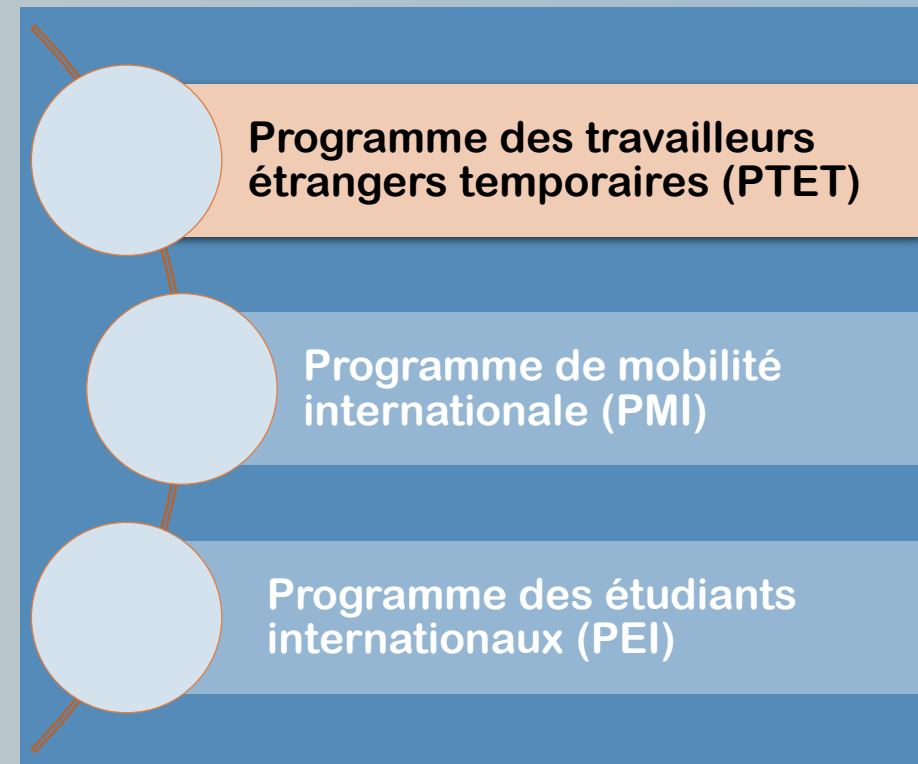 Programme des travailleurs
étrangers temporaires (PTET)
Programme de mobilité
internationale (PMI)
Programme des étudiants
internationaux (PEI)